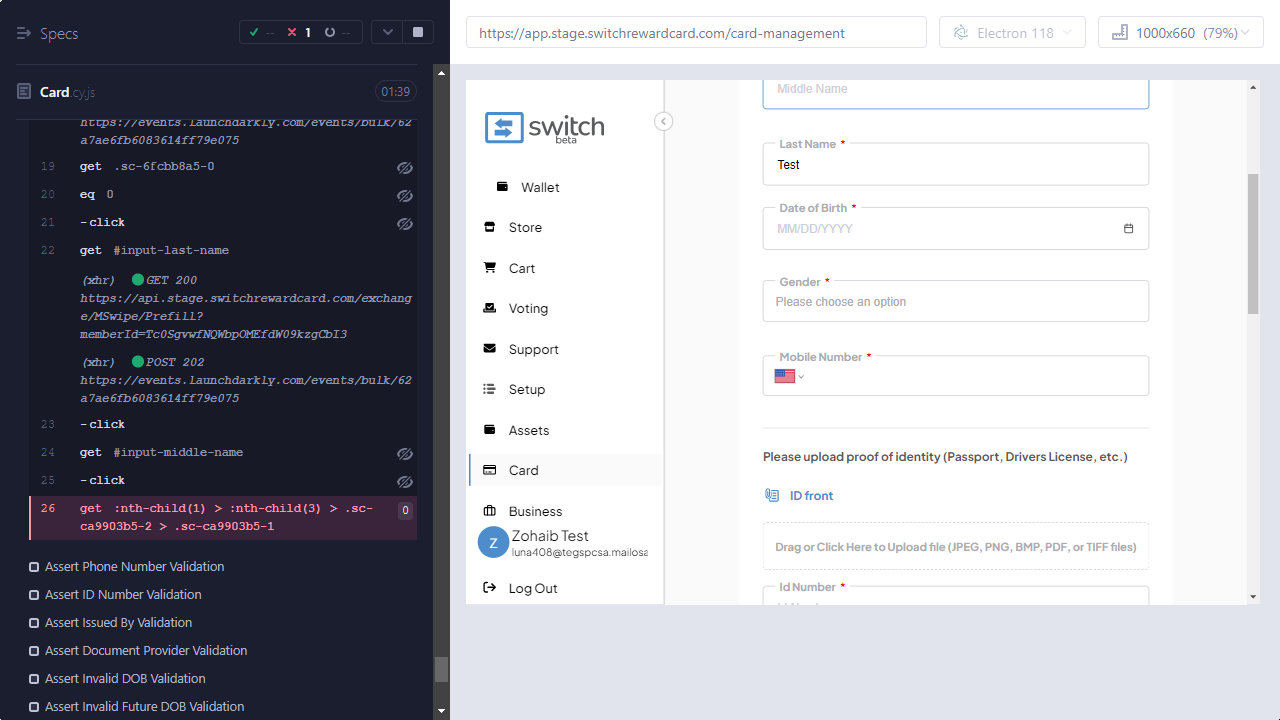 Specs
--
1
--
Card.cy.js
01:39
https://events.launchdarkly.com/events/bulk/62
a7ae6fb6083614ff79e075
19 get .sc-6fcbb8a5-0
20 eq 0
21 -click
22 get #input-last-name
(xhr) GET 200
https://api.stage.switchrewardcard.com/exchang
e/MSwipe/Prefill?
memberId=Tc0SgvwfNQWbpOMEfdW09kzgCbI3
(xhr) POST 202
https://events.launchdarkly.com/events/bulk/62
a7ae6fb6083614ff79e075
23 -click
24 get #input-middle-name
25 -click
26 get :nth-child(1) > :nth-child(3) > .sc-
ca9903b5-2 > .sc-ca9903b5-1
0
Assert Phone Number Validation
Assert ID Number Validation
Assert Issued By Validation
Assert Document Provider Validation
Assert Invalid DOB Validation
Assert Invalid Future DOB Validation
https://app.stage.switchrewardcard.com/card-management
Electron 118
1000x660 (79%)
switch
beta
Wallet
Store
Cart
Voting
Support
Setup
Assets
Card
Business
Z
Zohaib Test
luna408@tegspcsa.mailosa
Log Out
Middle Name
Last Name *
Test
Date of Birth *
MM/DD/YYYY
Gender *
Please choose an option
Mobile Number *
Please upload proof of identity (Passport, Drivers License, etc.)
ID front
Drag or Click Here to Upload file (JPEG, PNG, BMP, PDF, or TIFF files)
Id Number *